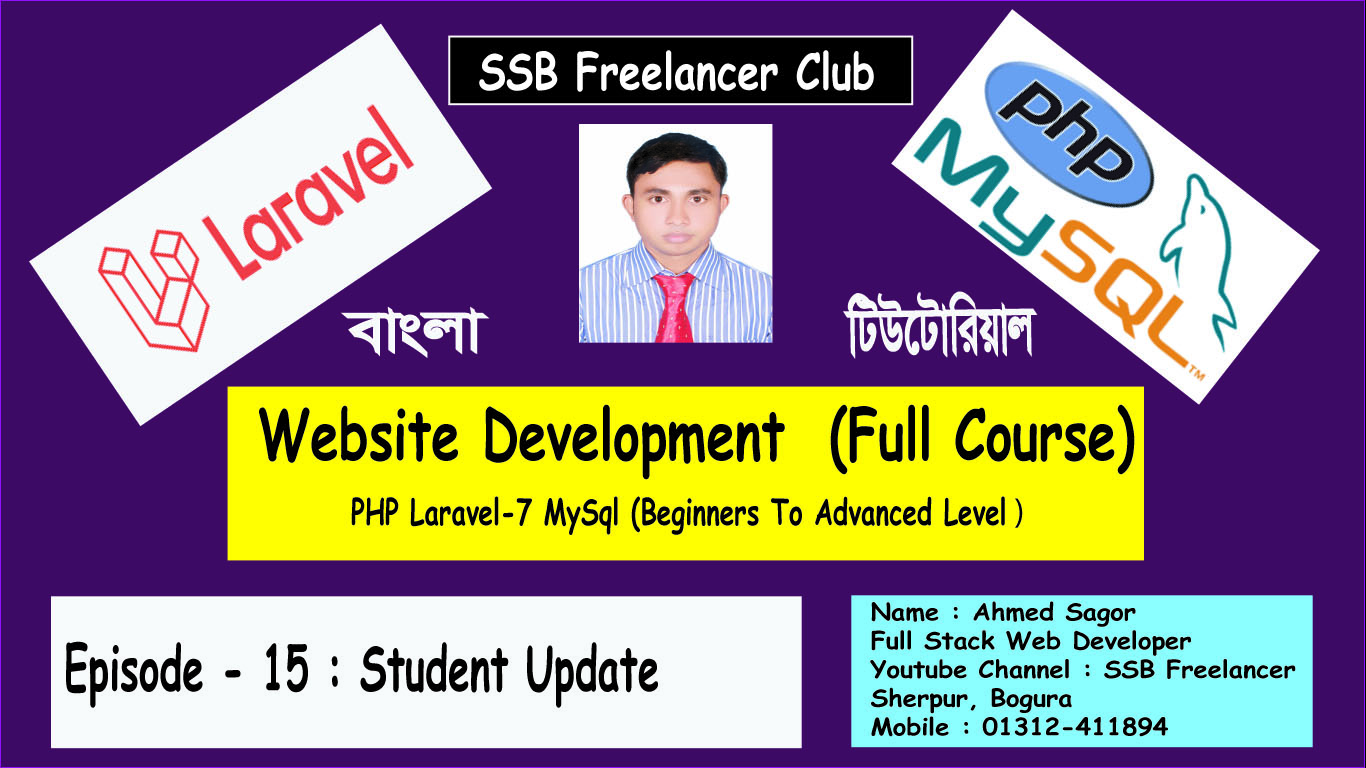 SSB Freelancer Club
Laravel
php
MySQL™
বাংলা
টিউটোরিয়াল
Website Development (Full Course)
PHP Laravel-7 MySql (Beginners To Advanced Level )
Episode - 15 : Student Update
Name : Ahmed Sagor
Full Stack Web Developer
Youtube Channel : SSB Freelancer
Sherpur, Bogura
Mobile : 01312-411894